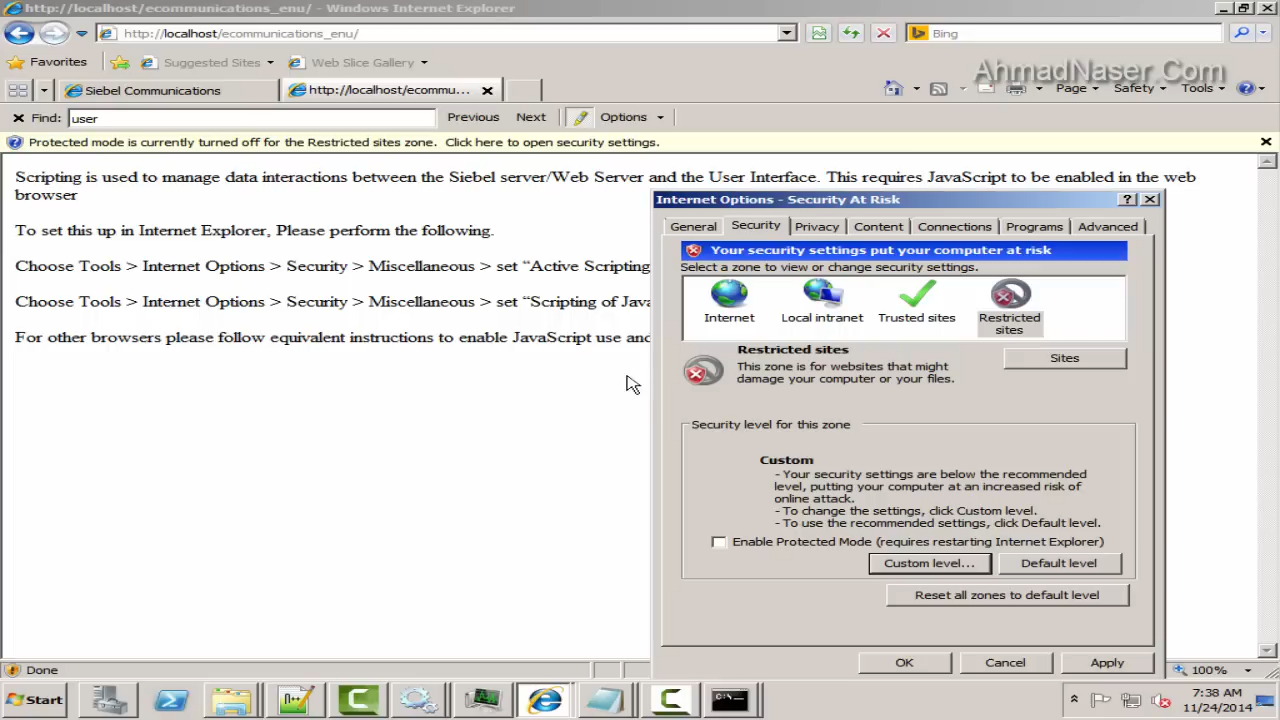 http://localhost/ecommunications_enu/ - Windows Internet Explorer
http://localhost/ecommunications_enu/
Bing
Favorites
Suggested Sites
Web Slice Gallery
AhmadNaser.Com
Siebel Communications
http://localhost/ecommu...
Page
Safety
Tools
Find:
user
Previous
Next
Options
Protected mode is currently turned off for the Restricted sites zone. Click here to open security settings.
Scripting is used to manage data interactions between the Siebel server/Web Server and the User Interface. This requires JavaScript to be enabled in the web
browser
To set this up in Internet Explorer, Please perform the following.
Choose Tools > Internet Options > Security > Miscellaneous > set “Active Scripting
Choose Tools > Internet Options > Security > Miscellaneous > set “Scripting of Java
For other browsers please follow equivalent instructions to enable JavaScript use and
Internet Options - Security At Risk
General
Security
Privacy
Content
Connections
Programs
Advanced
Your security settings put your computer at risk
Select a zone to view or change security settings.
Internet
Local intranet
Trusted sites
Restricted
sites
Restricted sites
This zone is for websites that might
damage your computer or your files.
Sites
Security level for this zone
Custom
- Your security settings are below the recommended
level, putting your computer at an increased risk of
online attack.
- To change the settings, click Custom level.
- To use the recommended settings, click Default level.
Enable Protected Mode (requires restarting Internet Explorer)
Custom level...
Default level
Reset all zones to default level
OK
Cancel
Apply
Done
100%
Start
7:38 AM
11/24/2014